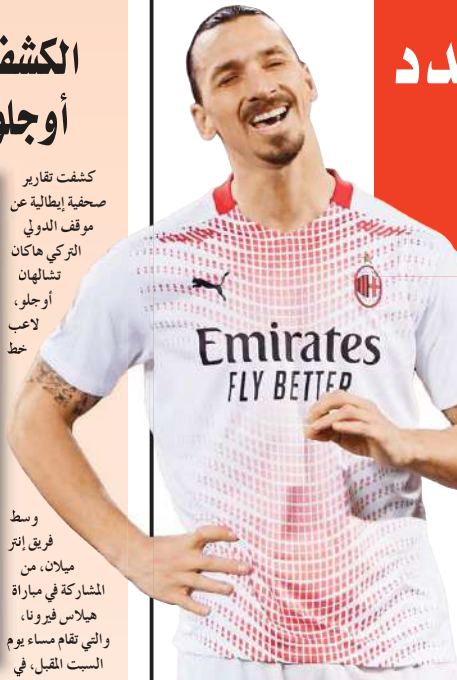 الكشف
أوجلو
كشفت تقارير
صحفية إيطالية عن
موقف الدولي
التركي هاكان
تشالهان
أوجلو،
لاعب
خط
وسط
فريق إنتر
ميلان، من
المشاركة في مباراة
هيلاس فيرونا،
والتي تقام مساء يوم
السبت المقبل، في
Emirates
FLY BETTER